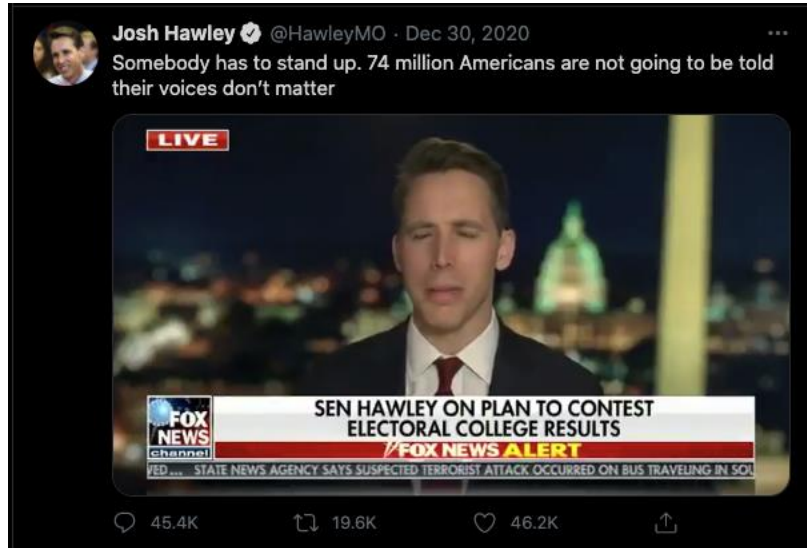 Josh Hawley @HawleyMO · Dec 30, 2020
Somebody has to stand up. 74 million Americans are not going to be told
their voices don't matter
LIVE
SEN HAWLEY ON PLAN TO CONTEST
ELECTORAL COLLEGE RESULTS
FOX
NEWS
channel
FOX NEWS ALERT
VED... STATE NEWS AGENCY SAYS SUSPECTED TERRORIST ATTACK OCCURRED ON BUS TRAVELING IN SOU
45.4K 19.6K 46.2K